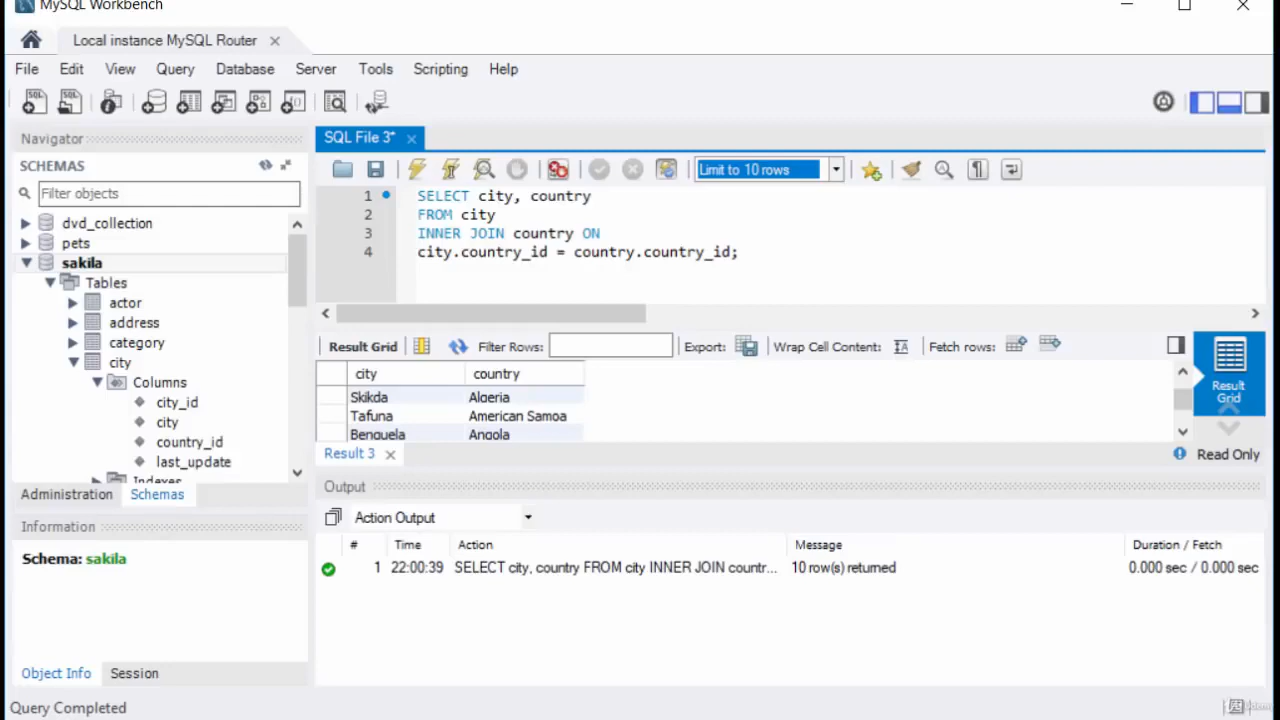 MySQL Workbench
Local instance MySQL Router
File Edit View Query Database Server Tools Scripting Help
Navigator
SCHEMAS
Filter objects
dvd_collection
pets
sakila
Tables
actor
address
category
city
Columns
city_id
city
country_id
last_update
Indexes
Administration Schemas
Information
Schema: sakila
Object Info Session
SQL File 3*
Limit to 10 rows
1 SELECT city, country
2 FROM city
3 INNER JOIN country ON
4 city.country_id = country.country_id;
Result Grid Filter Rows: Export: Wrap Cell Content: Fetch rows:
city country
Skikda Algeria
Tafuna American Samoa
Benguela Angola
Result Grid
Result 3
Read Only
Output
Action Output
# Time Action Message Duration / Fetch
1 22:00:39 SELECT city, country FROM city INNER JOIN countr... 10 row(s) returned 0.000 sec / 0.000 sec
Query Completed